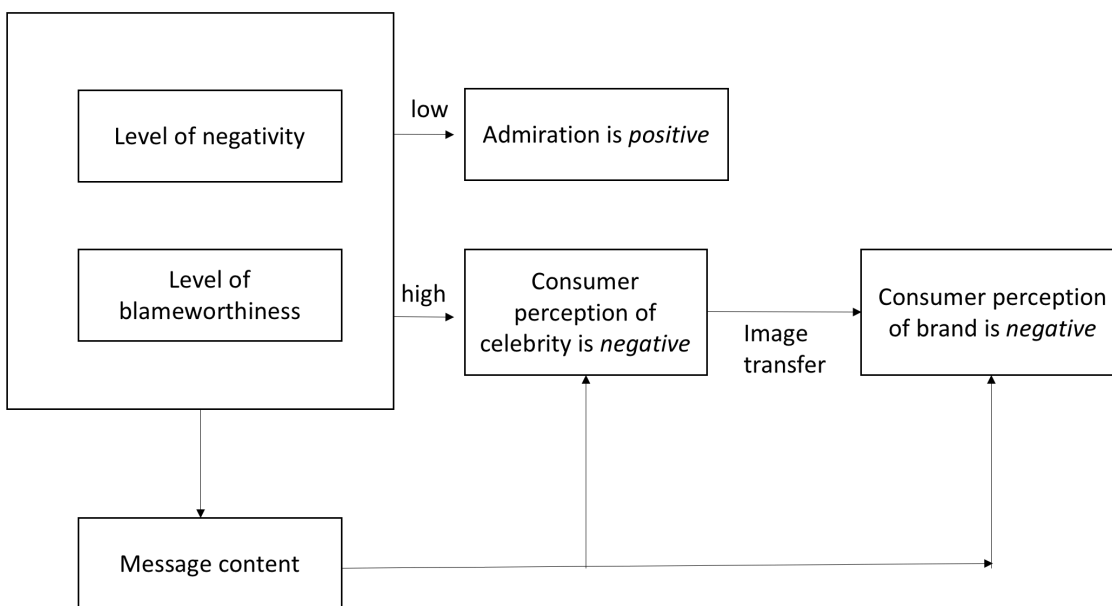 Level of negativity
low
Admiration is positive
Level of
blameworthiness
high
Consumer
perception of
celebrity is negative
Image
transfer
Consumer perception
of brand is negative
Message content